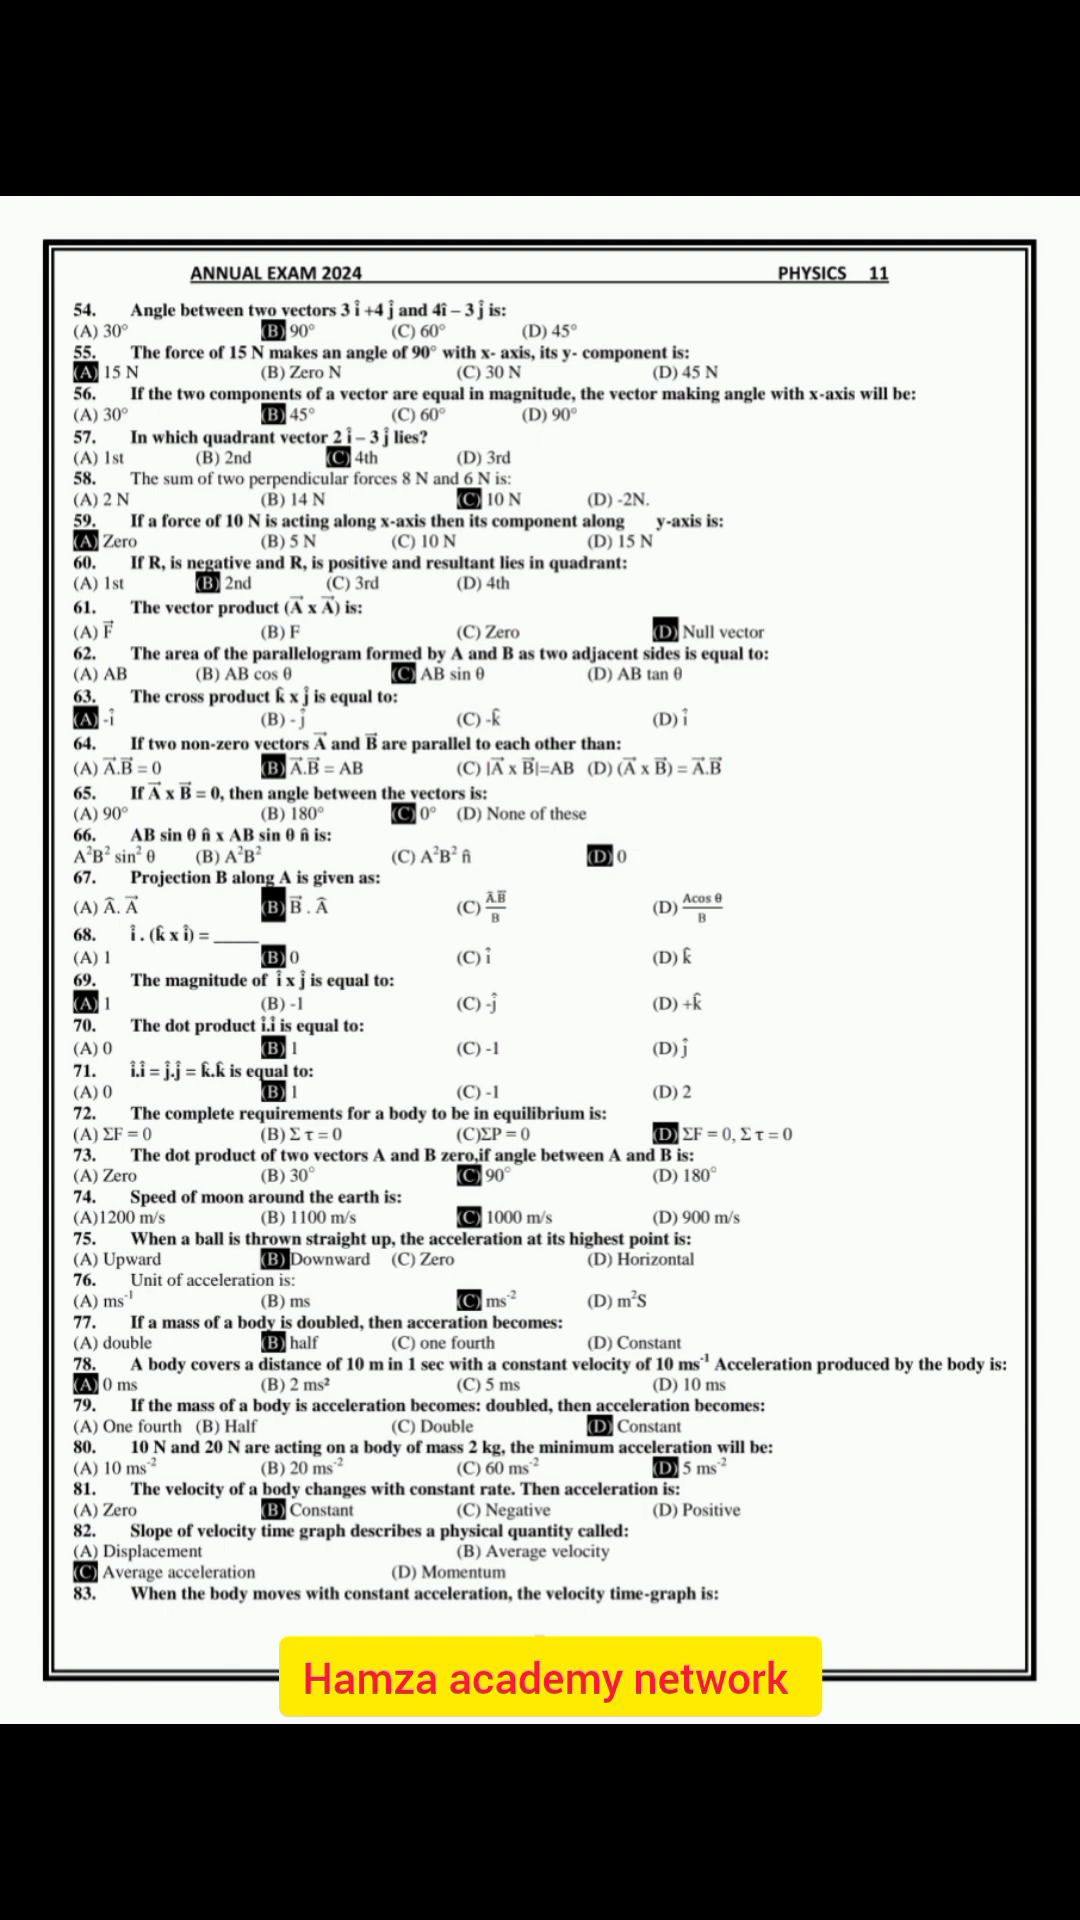 ANNUAL EXAM 2024 PHYSICS 11
54. Angle between two vectors 3 î +4 ĵ and 4î – 3 ĵ is:
(A) 30° (B) 90° (C) 60° (D) 45°
55. The force of 15 N makes an angle of 90° with x- axis, its y- component is:
(A) 15 N (B) Zero N (C) 30 N (D) 45 N
56. If the two components of a vector are equal in magnitude, the vector making angle with x-axis will be:
(A) 30° (B) 45° (C) 60° (D) 90°
57. In which quadrant vector 2 î – 3 ĵ lies?
(A) 1st (B) 2nd (C) 4th (D) 3rd
58. The sum of two perpendicular forces 8 N and 6 N is:
(A) 2 N (B) 14 N (C) 10 N (D) -2N.
59. If a force of 10 N is acting along x-axis then its component along y-axis is:
(A) Zero (B) 5 N (C) 10 N (D) 15 N
60. If R, is negative and R, is positive and resultant lies in quadrant:
(A) 1st (B) 2nd (C) 3rd (D) 4th
61. The vector product (A⃗ x A⃗) is:
(A) F⃗ (B) F (C) Zero (D) Null vector
62. The area of the parallelogram formed by A and B as two adjacent sides is equal to:
(A) AB (B) AB cos θ (C) AB sin θ (D) AB tan θ
63. The cross product k̂ x ĵ is equal to:
(A) -î (B) - ĵ (C) -k̂ (D) î
64. If two non-zero vectors A⃗ and B⃗ are parallel to each other than:
(A) A⃗.B⃗ = 0 (B) A⃗.B⃗ = AB (C) |A⃗ x B⃗|=AB (D) (A⃗ x B⃗) = A⃗.B⃗
65. If A⃗ x B⃗ = 0, then angle between the vectors is:
(A) 90° (B) 180° (C) 0° (D) None of these
66. AB sin θ n̂ x AB sin θ n̂ is:
A²B² sin² θ (B) A²B² (C) A²B² n̂ (D) 0
67. Projection B along A is given as:
(A) Â. A⃗ (B) B⃗ . Â (C) Â.B̅/B (D) Acos θ/B
68. î . (k̂ x î) = _____
(A) 1 (B) 0 (C) î (D) k̂
69. The magnitude of î x ĵ is equal to:
(A) 1 (B) -1 (C) -ĵ (D) +k̂
70. The dot product î.î is equal to:
(A) 0 (B) 1 (C) -1 (D) ĵ
71. î.î = ĵ.ĵ = k̂.k̂ is equal to:
(A) 0 (B) 1 (C) -1 (D) 2
72. The complete requirements for a body to be in equilibrium is:
(A) ΣF = 0 (B) Σ τ = 0 (C)ΣP = 0 (D) ΣF = 0, Σ τ = 0
73. The dot product of two vectors A and B zero,if angle between A and B is:
(A) Zero (B) 30° (C) 90° (D) 180°
74. Speed of moon around the earth is:
(A)1200 m/s (B) 1100 m/s (C) 1000 m/s (D) 900 m/s
75. When a ball is thrown straight up, the acceleration at its highest point is:
(A) Upward (B) Downward (C) Zero (D) Horizontal
76. Unit of acceleration is:
(A) ms⁻¹ (B) ms (C) ms⁻² (D) m²S
77. If a mass of a body is doubled, then acceration becomes:
(A) double (B) half (C) one fourth (D) Constant
78. A body covers a distance of 10 m in 1 sec with a constant velocity of 10 ms⁻¹ Acceleration produced by the body is:
(A) 0 ms (B) 2 ms² (C) 5 ms (D) 10 ms
79. If the mass of a body is acceleration becomes: doubled, then acceleration becomes:
(A) One fourth (B) Half (C) Double (D) Constant
80. 10 N and 20 N are acting on a body of mass 2 kg, the minimum acceleration will be:
(A) 10 ms⁻² (B) 20 ms⁻² (C) 60 ms⁻² (D) 5 ms⁻²
81. The velocity of a body changes with constant rate. Then acceleration is:
(A) Zero (B) Constant (C) Negative (D) Positive
82. Slope of velocity time graph describes a physical quantity called:
(A) Displacement (B) Average velocity
(C) Average acceleration (D) Momentum
83. When the body moves with constant acceleration, the velocity time-graph is:
Hamza academy network